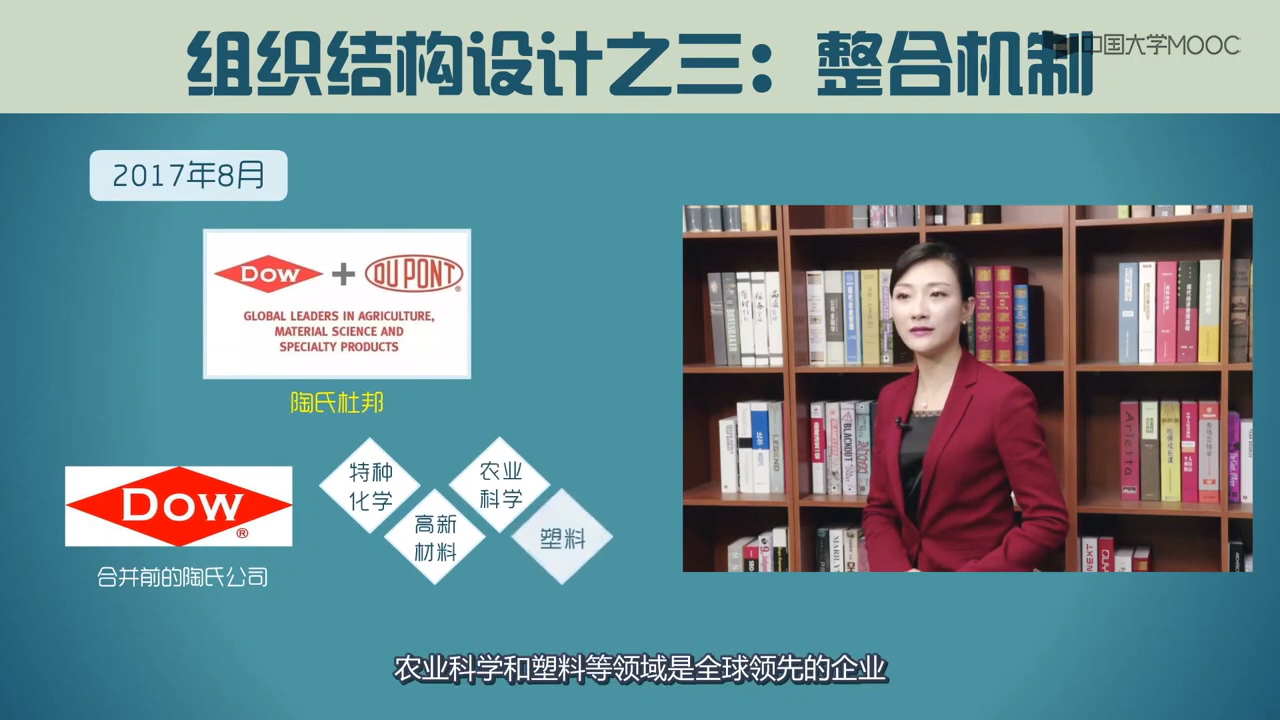 组织结构设计之三：整合机制
中国大学MOOC
2017年8月
Dow + DU PONT
GLOBAL LEADERS IN AGRICULTURE,
MATERIAL SCIENCE AND
SPECIALTY PRODUCTS
陶氏杜邦
Dow
合并前的陶氏公司
特种
化学
高新
材料
农业
科学
塑料
BLACKOUT
Arletta
农业科学和塑料等领域是全球领先的企业